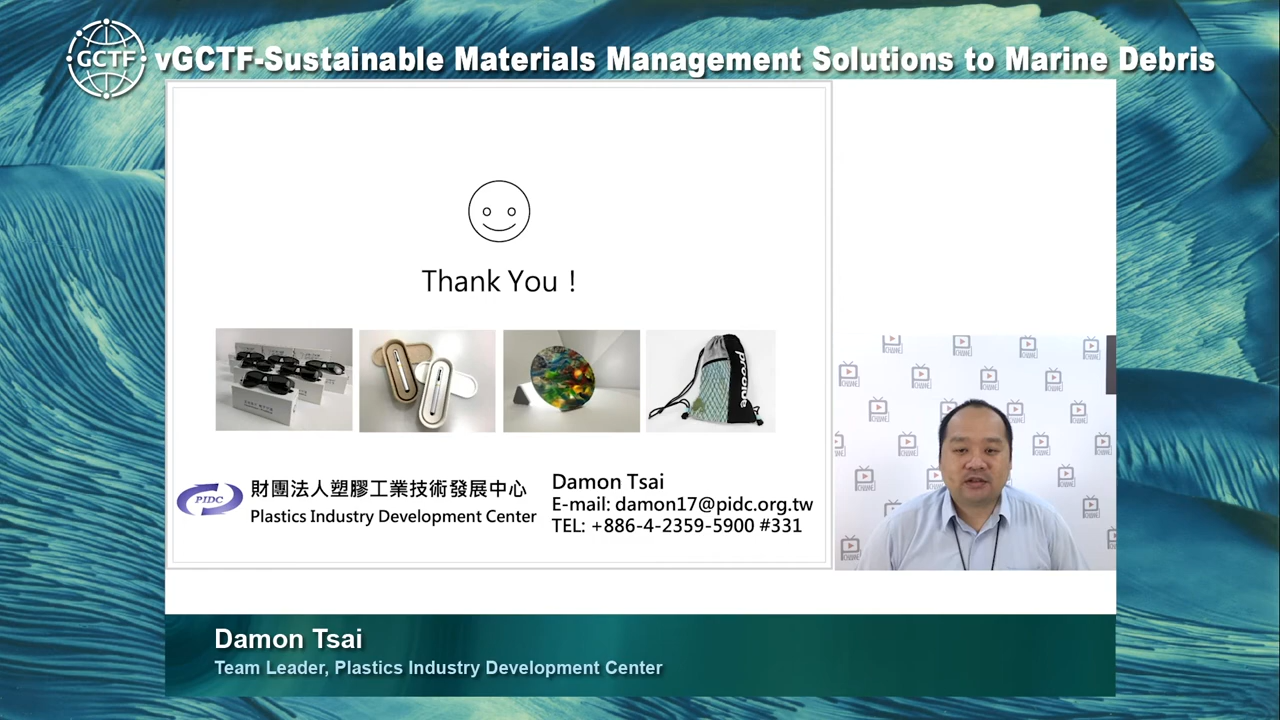 GCTF
vGCTF-Sustainable Materials Management Solutions to Marine Debris
Thank You !
problue
PIDC
財團法人塑膠工業技術發展中心
Plastics Industry Development Center
Damon Tsai
E-mail: damon17@pidc.org.tw
TEL: +886-4-2359-5900 #331
Damon Tsai
Team Leader, Plastics Industry Development Center